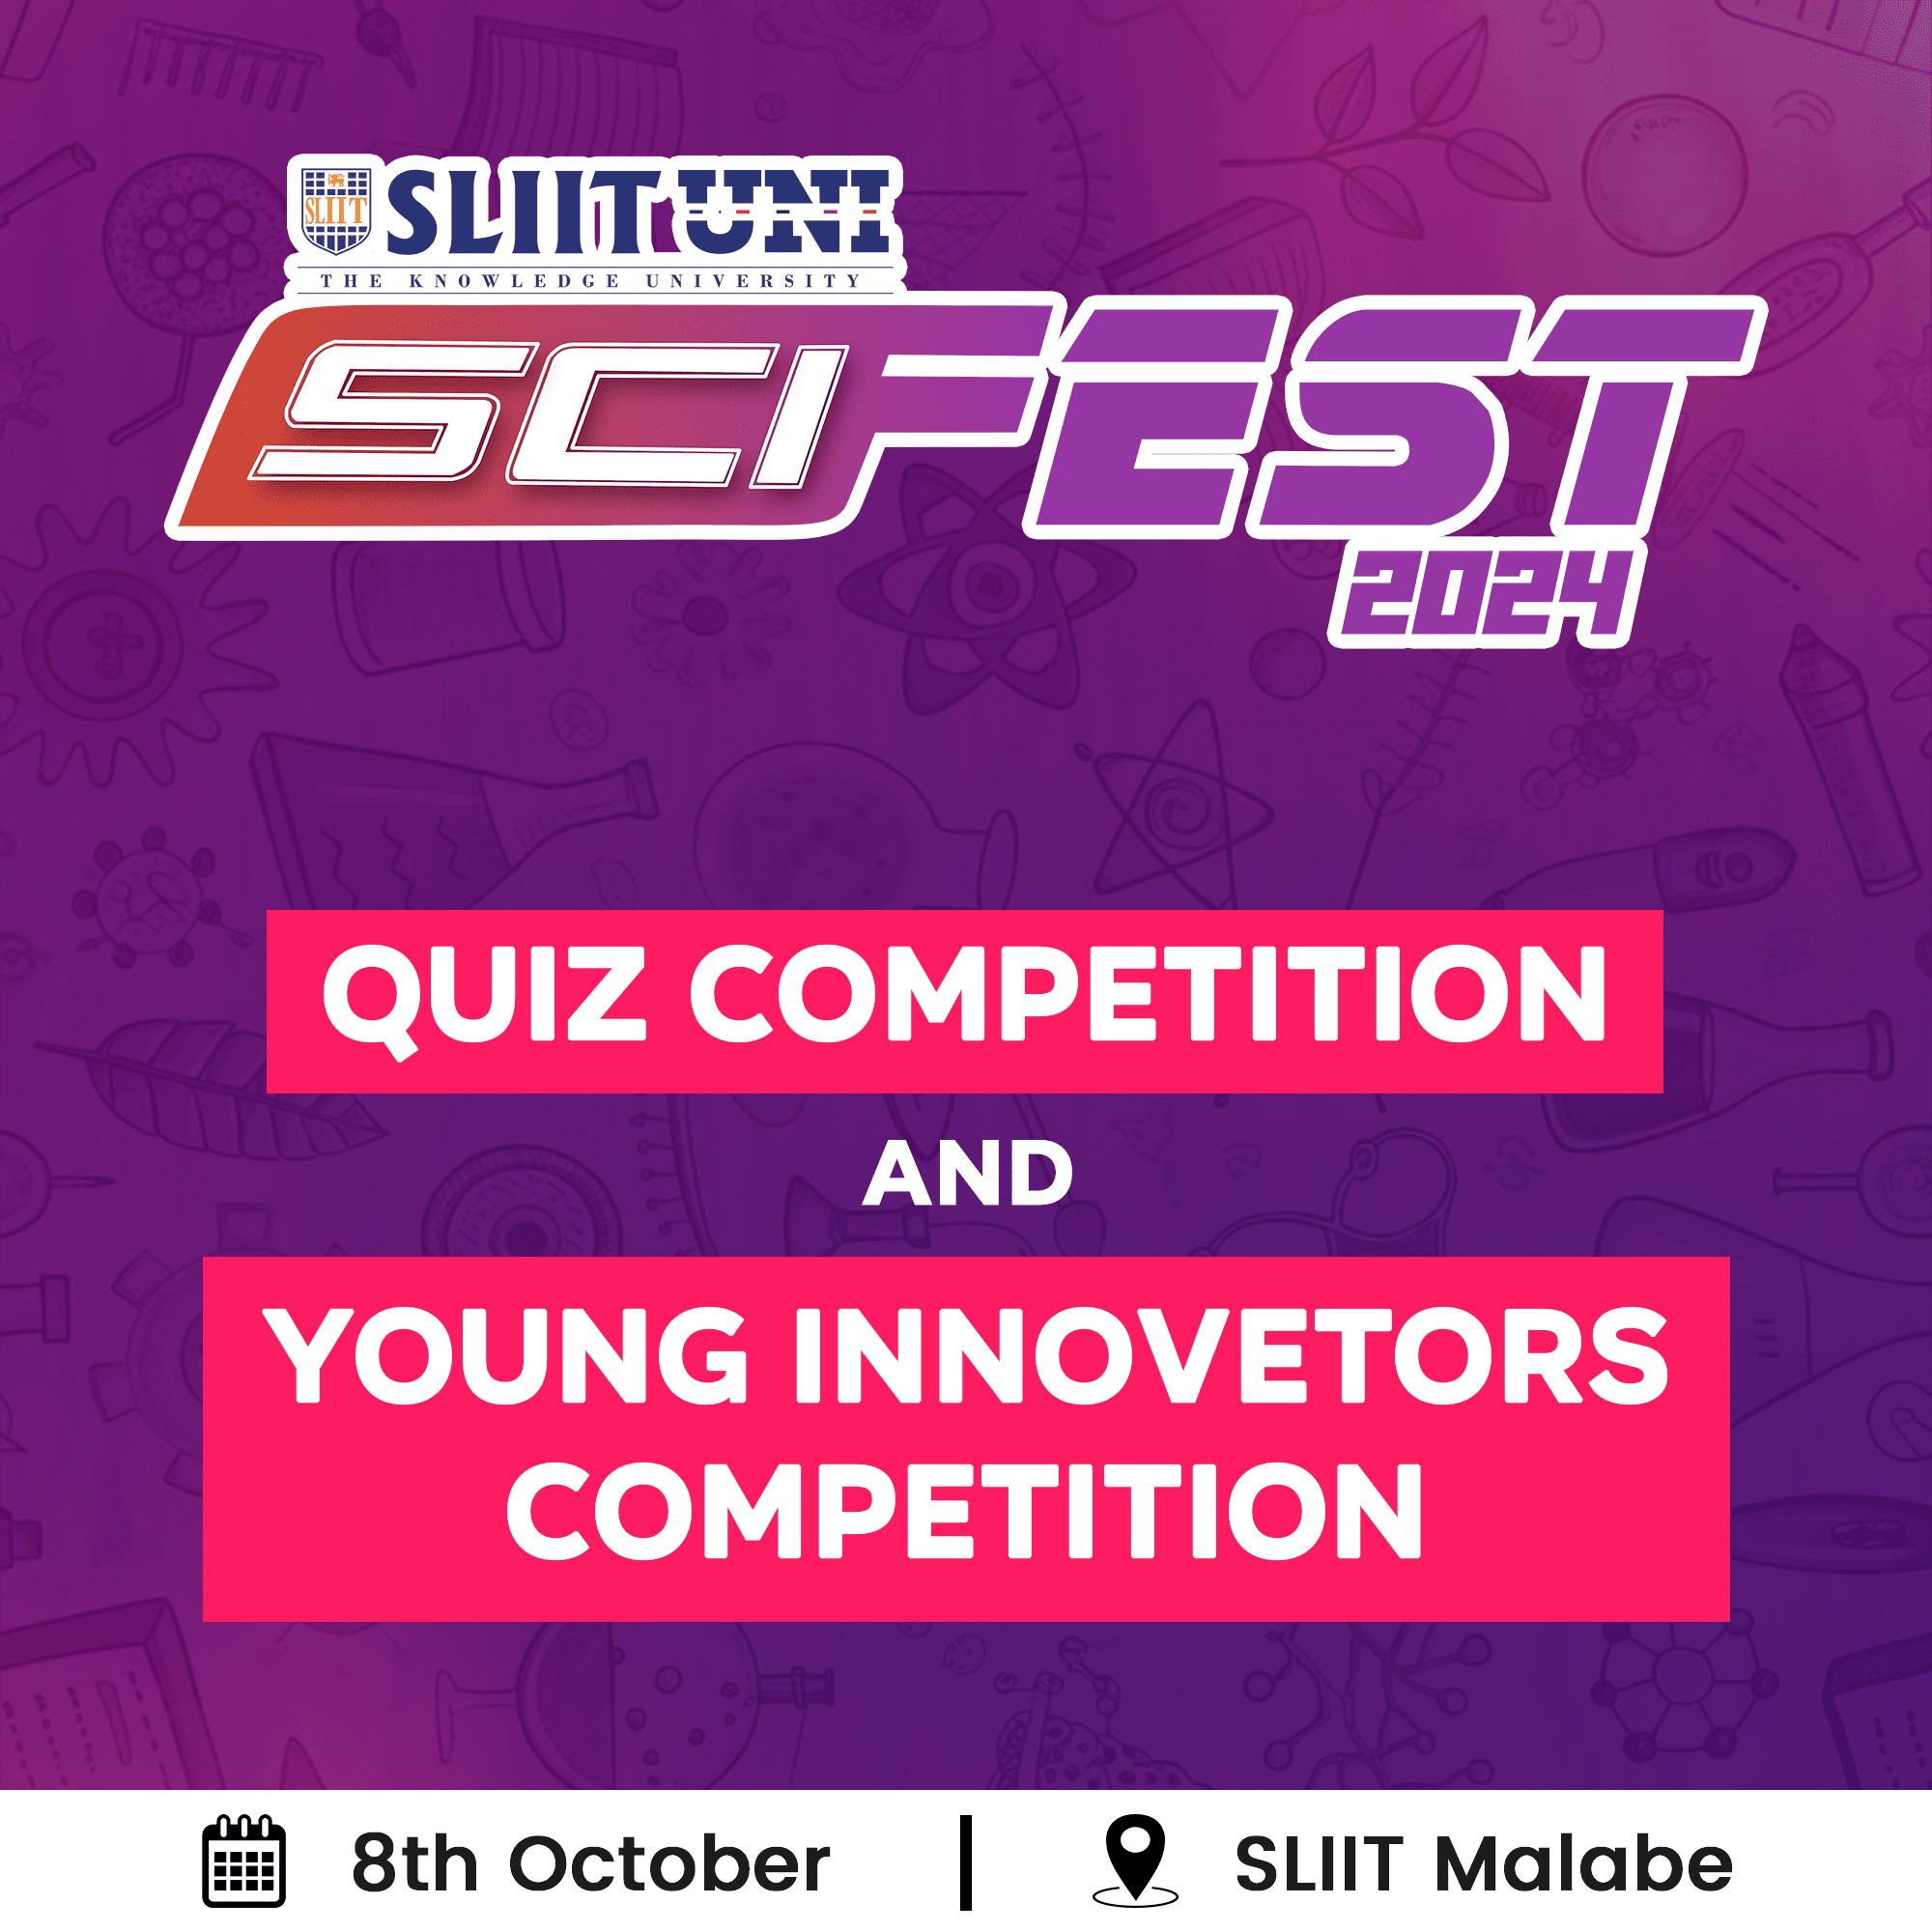 SLIIT
SLIIT UNI
THE KNOWLEDGE UNIVERSITY
SCIFEST
2024
QUIZ COMPETITION
AND
YOUNG INNOVETORS
COMPETITION
8th October | SLIIT Malabe